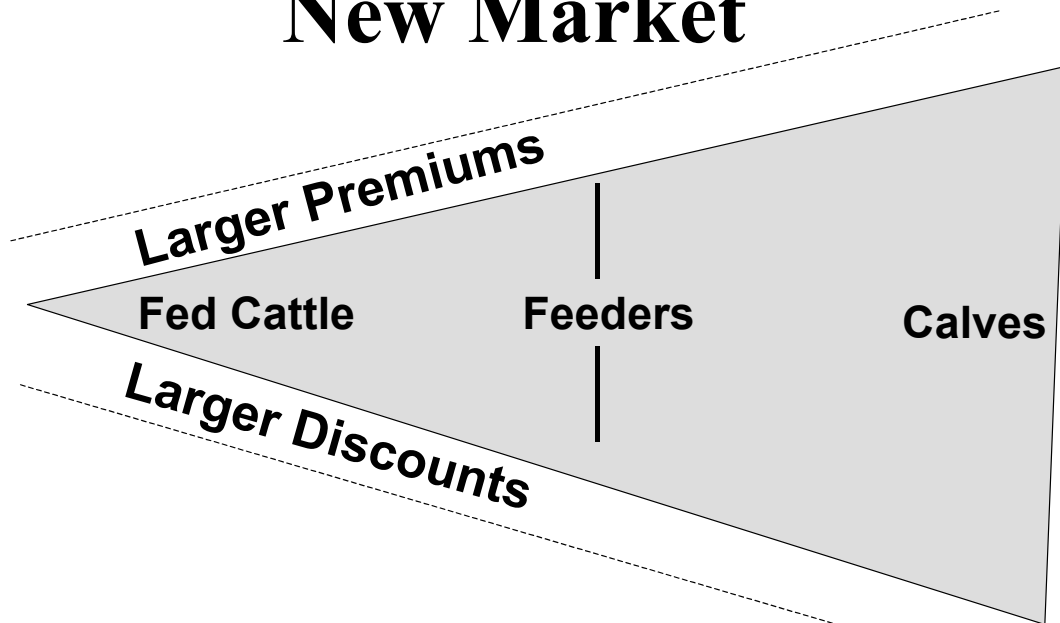 New Market
Larger Premiums
Fed Cattle
Feeders
Calves
Larger Discounts